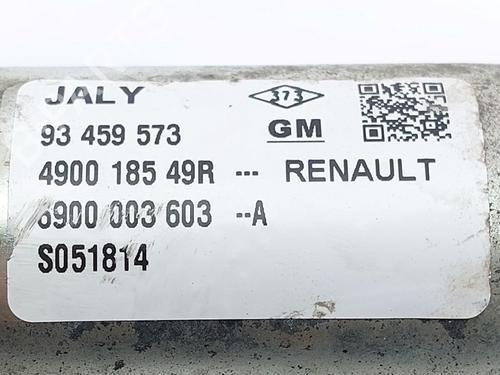 JALY 373
93 459 573 GM
4900 185 49R --- RENAULT
6900 003 603 --A
S051814